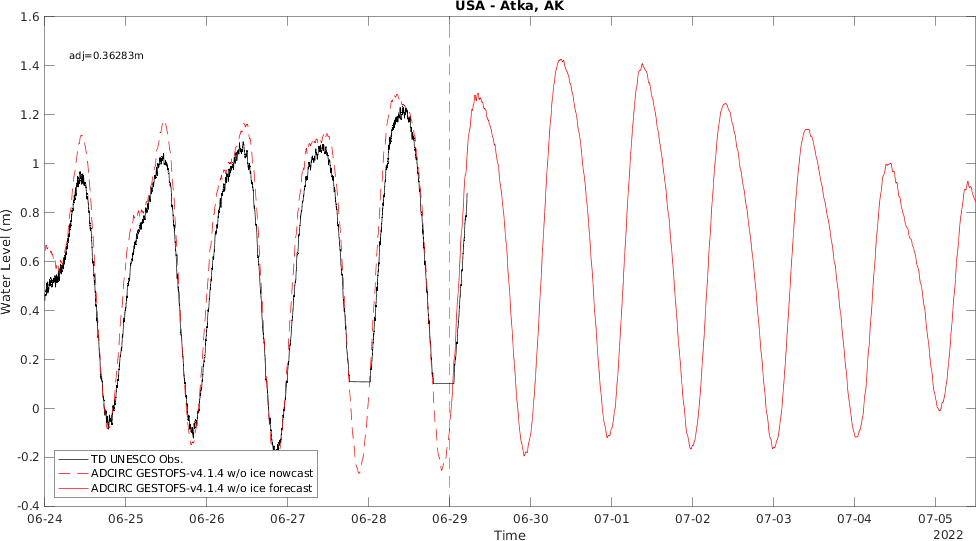 USA - Atka, AK
adj=0.36283m
1.6
1.4
1.2
1
0.8
0.6
0.4
0.2
0
-0.2
-0.4
Water Level (m)
TD UNESCO Obs.
ADCIRC GESTOFS-v4.1.4 w/o ice nowcast
ADCIRC GESTOFS-v4.1.4 w/o ice forecast
06-24 06-25 06-26 06-27 06-28 06-29 06-30 07-01 07-02 07-03 07-04 07-05
Time
2022